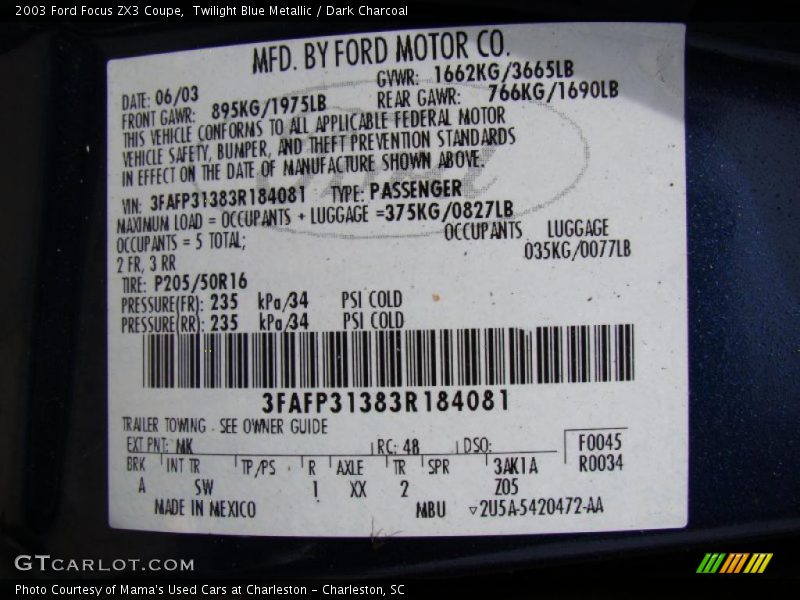 2003 Ford Focus ZX3 Coupe, Twilight Blue Metallic / Dark Charcoal
MFD. BY FORD MOTOR CO.
DATE: 06/03 GVWR: 1662KG/3665LB
FRONT GAWR: 895KG/1975LB REAR GAWR: 766KG/1690LB
THIS VEHICLE CONFORMS TO ALL APPLICABLE FEDERAL MOTOR
VEHICLE SAFETY, BUMPER, AND THEFT PREVENTION STANDARDS
IN EFFECT ON THE DATE OF MANUFACTURE SHOWN ABOVE.
VIN: 3FAFP31383R184081 TYPE: PASSENGER
MAXIMUM LOAD = OCCUPANTS + LUGGAGE =375KG/0827LB
OCCUPANTS = 5 TOTAL; OCCUPANTS LUGGAGE
2 FR, 3 RR 035KG/0077LB
TIRE: P205/50R16
PRESSURE(FR): 235 kPa/34 PSI COLD
PRESSURE(RR): 235 kPa/34 PSI COLD
3FAFP31383R184081
TRAILER TOWING - SEE OWNER GUIDE
EXT PNT: MK RC: 48 DSO: F0045
BRK INT TR TP/PS R AXLE TR SPR 3AK1A R0034
A SW 1 XX 2 Z05
MADE IN MEXICO MBU ▽2U5A-5420472-AA
Ford
GTCARLOT.COM
Photo Courtesy of Mama's Used Cars at Charleston - Charleston, SC